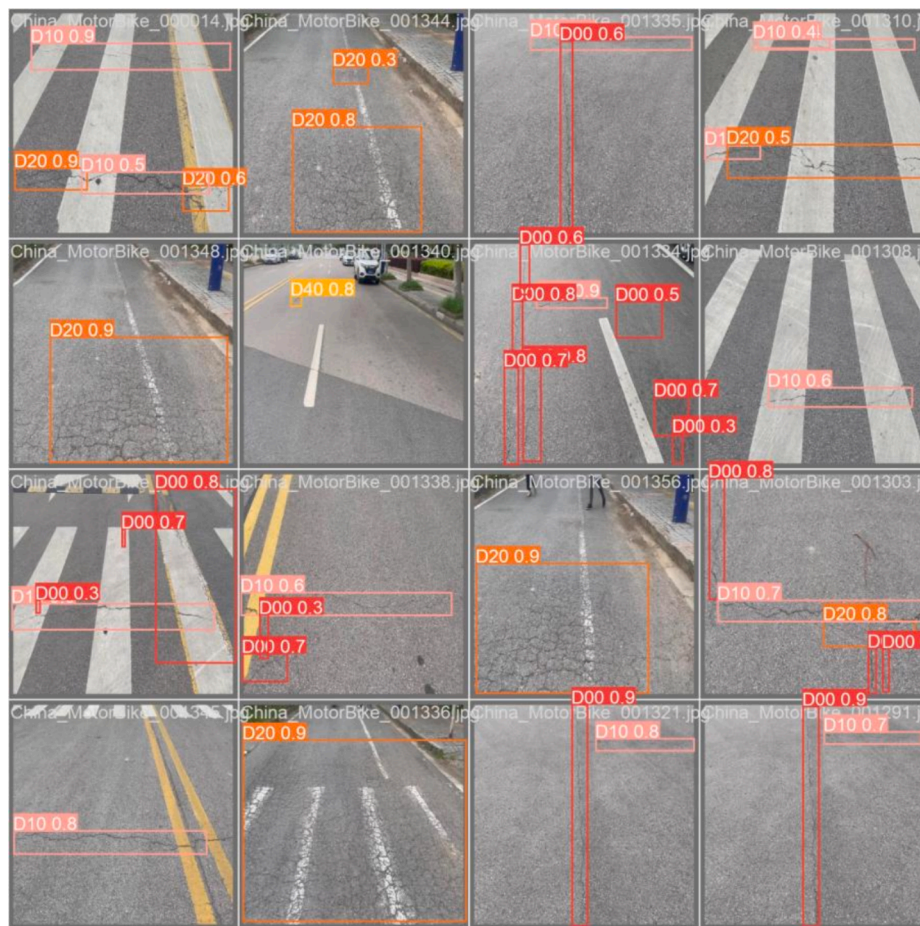 China_MotorBike_000014.jpg
D10 0.9
D20 0.9
D10 0.5
D20 0.6
China_MotorBike_001344.jpg
D20 0.3
D20 0.8
China_MotorBike_001335.jpg
D00 0.6
China_MotorBike_001310.j
D10 0.4
D20 0.5
China_MotorBike_001348.jp
D20 0.9
China_MotorBike_001340.jpg
D40 0.8
D00 0.6
D00 0.8
D00 0.5
D00 0.7
D00 0.7
D00 0.3
China_MotorBike_001308.j
D10 0.6
D00 0.8
D00 0.7
D00 0.3
China_MotorBike_001338.jpg
D10 0.6
D00 0.3
D00 0.7
China_MotorBike_001356.jpg
D20 0.9
China_MotorBike_001303.j
D00 0.8
D10 0.7
D20 0.8
D00
D10 0.8
China_MotorBike_001336.jpg
D20 0.9
China_MotorBike_001321.jpg
D00 0.9
D10 0.8
D00 0.9
D10 0.7